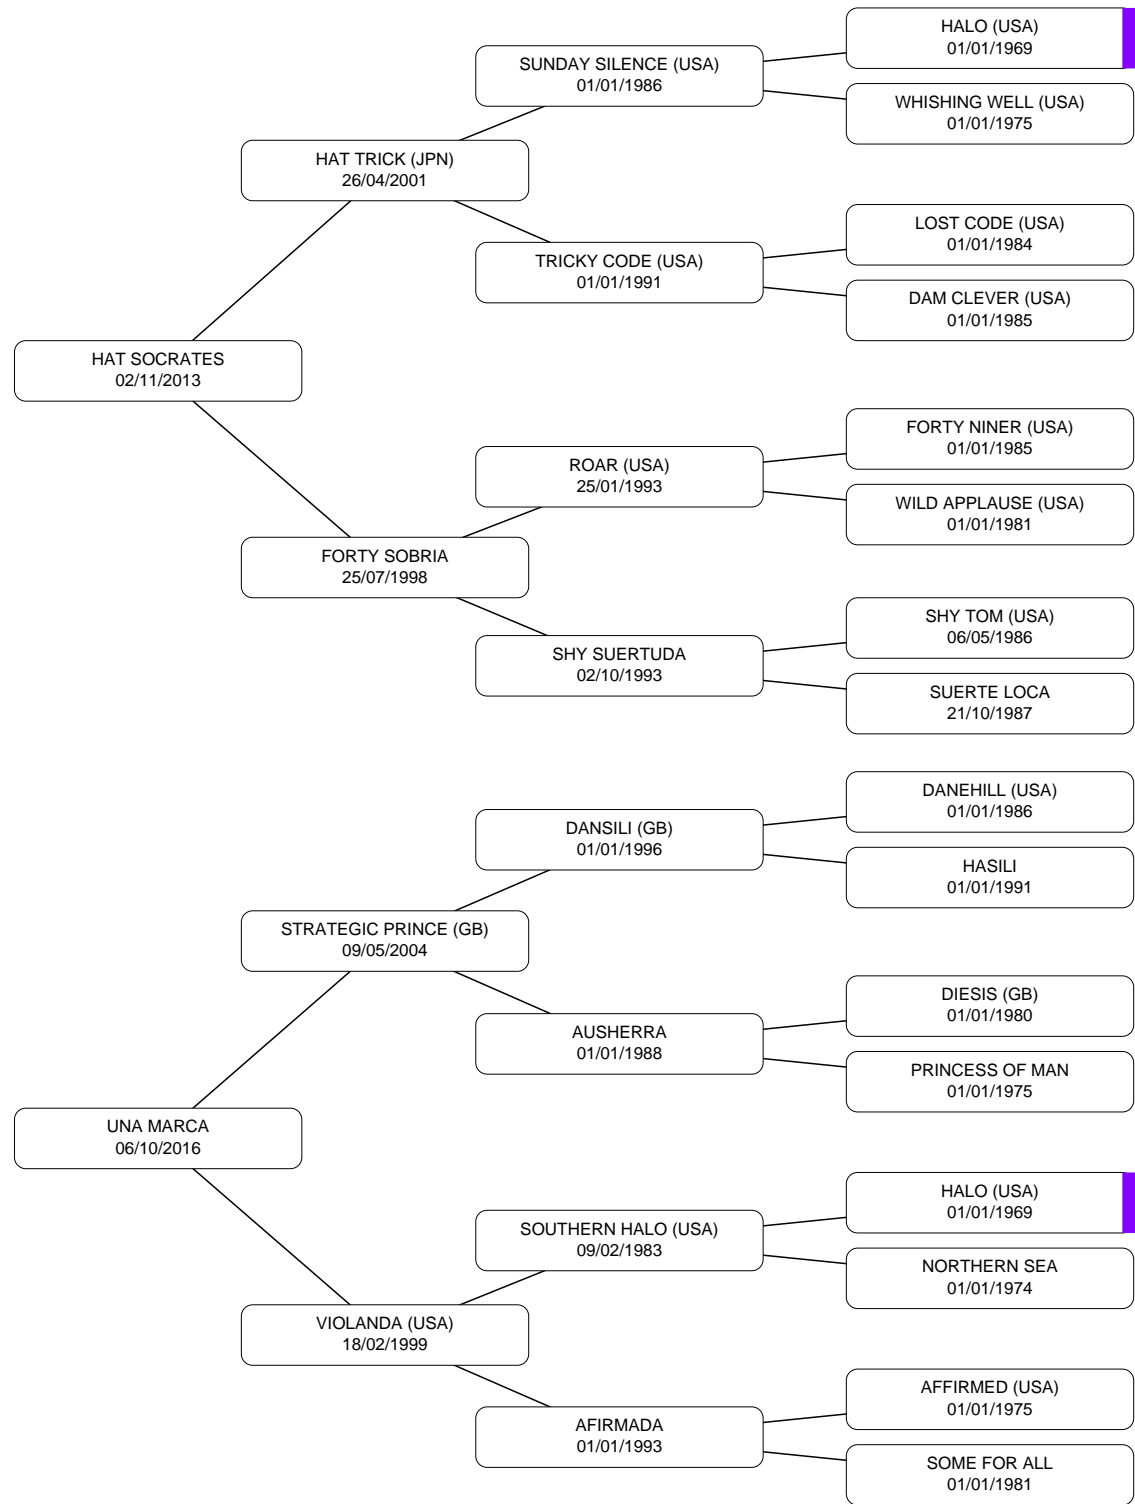 HALO (USA)
01/01/1969
SUNDAY SILENCE (USA)
01/01/1986
WHISHING WELL (USA)
01/01/1975
HAT TRICK (JPN)
26/04/2001
LOST CODE (USA)
01/01/1984
TRICKY CODE (USA)
01/01/1991
DAM CLEVER (USA)
01/01/1985
HAT SOCRATES
02/11/2013
FORTY NINER (USA)
01/01/1985
ROAR (USA)
25/01/1993
WILD APPLAUSE (USA)
01/01/1981
FORTY SOBRIA
25/07/1998
SHY TOM (USA)
06/05/1986
SHY SUERTUDA
02/10/1993
SUERTE LOCA
21/10/1987
DANEHILL (USA)
01/01/1986
DANSILI (GB)
01/01/1996
HASILI
01/01/1991
STRATEGIC PRINCE (GB)
09/05/2004
DIESIS (GB)
01/01/1980
AUSHERRA
01/01/1988
PRINCESS OF MAN
01/01/1975
UNA MARCA
06/10/2016
HALO (USA)
01/01/1969
SOUTHERN HALO (USA)
09/02/1983
NORTHERN SEA
01/01/1974
VIOLANDA (USA)
18/02/1999
AFFIRMED (USA)
01/01/1975
AFIRMADA
01/01/1993
SOME FOR ALL
01/01/1981